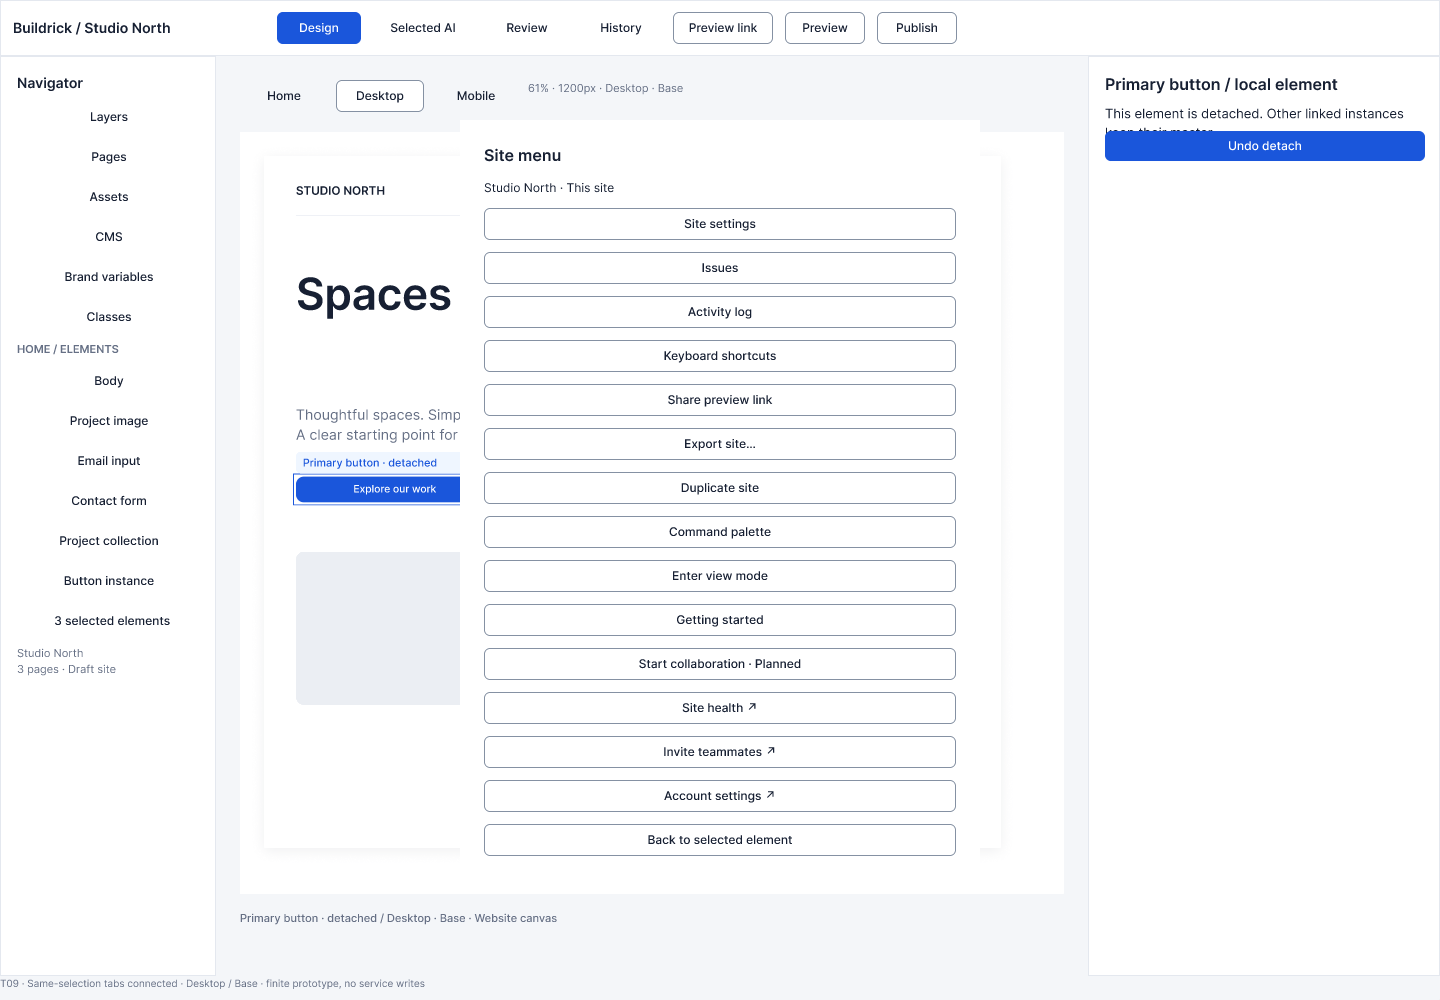 Buildrick / Studio North
Design
Selected AI
Review
History
Preview link
Preview
Publish
Navigator
Layers
Pages
Assets
CMS
Brand variables
Classes
HOME / ELEMENTS
Body
Project image
Email input
Contact form
Project collection
Button instance
3 selected elements
Studio North
3 pages · Draft site
Home
Desktop
Mobile
61% · 1200px · Desktop · Base
STUDIO NORTH
Spaces
Thoughtful spaces. Simp
A clear starting point for
Primary button · detached
Explore our work
Site menu
Studio North · This site
Site settings
Issues
Activity log
Keyboard shortcuts
Share preview link
Export site...
Duplicate site
Command palette
Enter view mode
Getting started
Start collaboration · Planned
Site health ↗
Invite teammates ↗
Account settings ↗
Back to selected element
Primary button · detached / Desktop · Base · Website canvas
Primary button / local element
This element is detached. Other linked instances
Undo detach
T09 · Same-selection tabs connected · Desktop / Base · finite prototype, no service writes